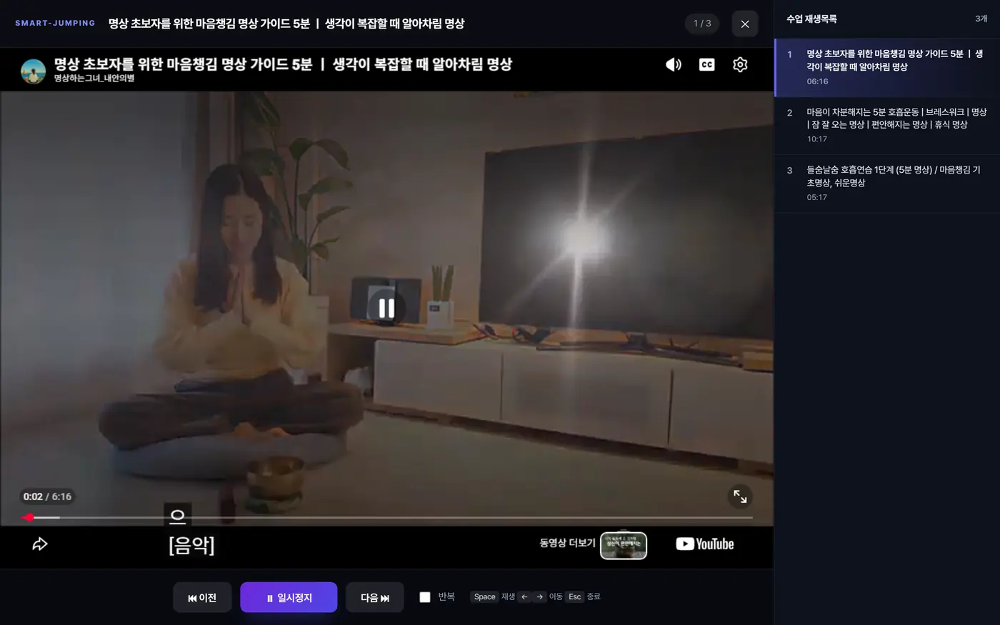 SMART-JUMPING
명상 초보자를 위한 마음챙김 명상 가이드 5분 ㅣ 생각이 복잡할 때 알아차림 명상
1 / 3
수업 재생목록
3개
명상 초보자를 위한 마음챙김 명상 가이드 5분 ㅣ 생각이 복잡할 때 알아차림 명상
명상하는그녀_내안의별
CC
1
명상 초보자를 위한 마음챙김 명상 가이드 5분 ㅣ 생
각이 복잡할 때 알아차림 명상
06:16
2
마음이 차분해지는 5분 호흡운동 | 브레스워크 | 명상
| 잠 잘 오는 명상 | 편안해지는 명상 | 휴식 명상
10:17
3
들숨날숨 호흡연습 1단계 (5분 명상) / 마음챙김 기
초명상, 쉬운명상
05:17
0:02 / 6:16
으
[음악]
동영상 더보기
YouTube
이전
일시정지
다음
반복
Space 재생 ← → 이동 Esc 종료